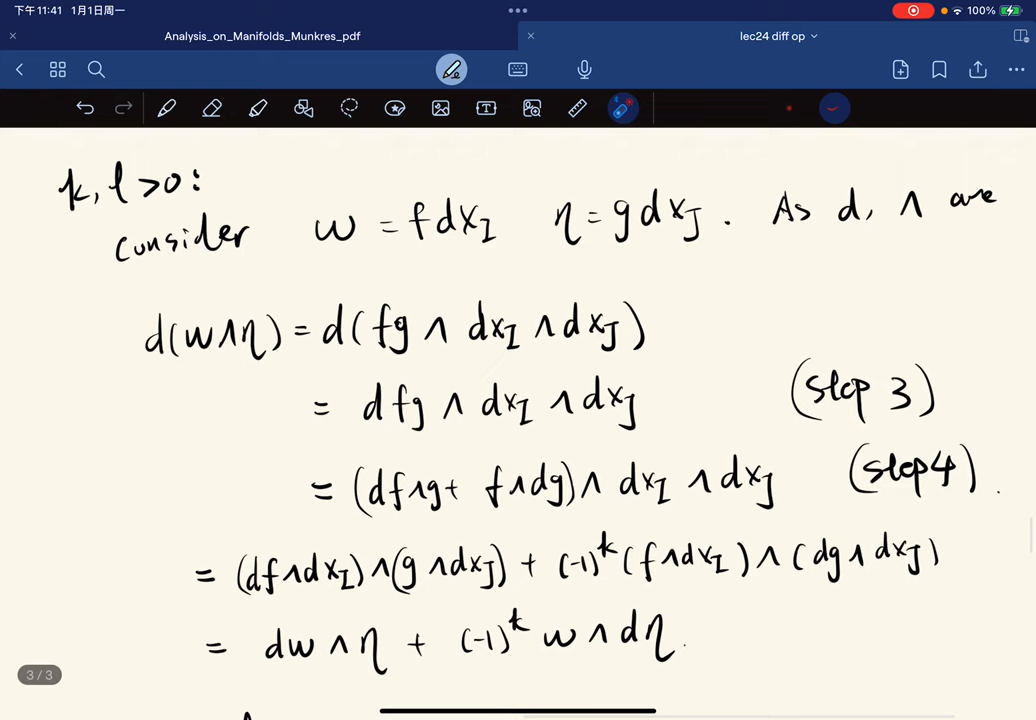 下午11:41 1月1日周一
100%
Analysis_on_Manifolds_Munkres_pdf
lec24 diff op
k, l > 0:
consider ω = f dx_I η = g dx_J . As d, ∧ are
d(ω∧η) = d(fg ∧ dx_I ∧ dx_J)
= dfg ∧ dx_I ∧ dx_J (step 3)
= (df∧g + f∧dg) ∧ dx_I ∧ dx_J (step 4).
= (df∧dx_I) ∧ (g∧dx_J) + (-1)^k (f∧dx_I) ∧ (dg∧dx_J)
= dω ∧ η + (-1)^k ω ∧ dη.
3 / 3